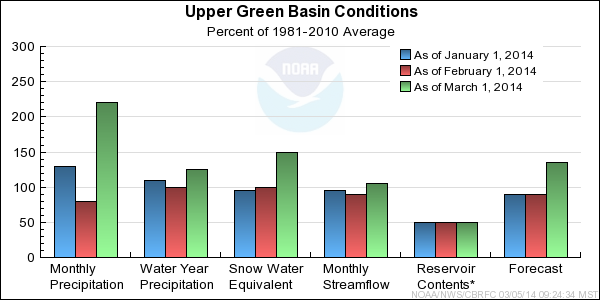 Upper Green Basin Conditions
Percent of 1981-2010 Average
300
250
200
150
100
50
0
NOAA
As of January 1, 2014
As of February 1, 2014
As of March 1, 2014
Monthly
Precipitation
Water Year
Precipitation
Snow Water
Equivalent
Monthly
Streamflow
Reservoir
Contents*
Forecast
NOAA/NWS/CBRFC 03/05/14 09:24:34 MST